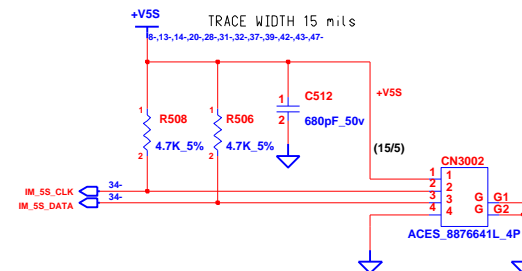 +V5S
TRACE WIDTH 15 mils
8-,13-,14-,20-,28-,31-,32-,37-,39-,42-,43-,47-
1
R508
2
4.7K_5%
1
R506
2
4.7K_5%
1
C512
2
680pF_50v
+V5S
(15/5)
CN3002
IM_5S_CLK
34-
IM_5S_DATA
34-
1 1
2 2
3 3
4 4
G G1
G G2
ACES_8876641L_4P